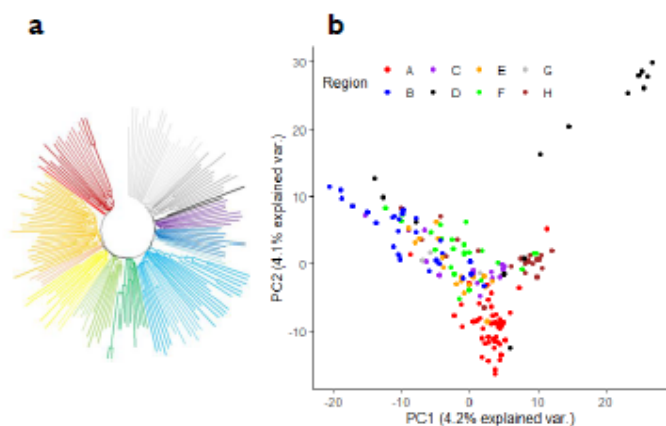 a
b
Region
A
C
E
G
B
D
F
H
30
20
10
0
-10
PC2 (4.1% explained var.)
-20
-10
0
10
20
PC1 (4.2% explained var.)